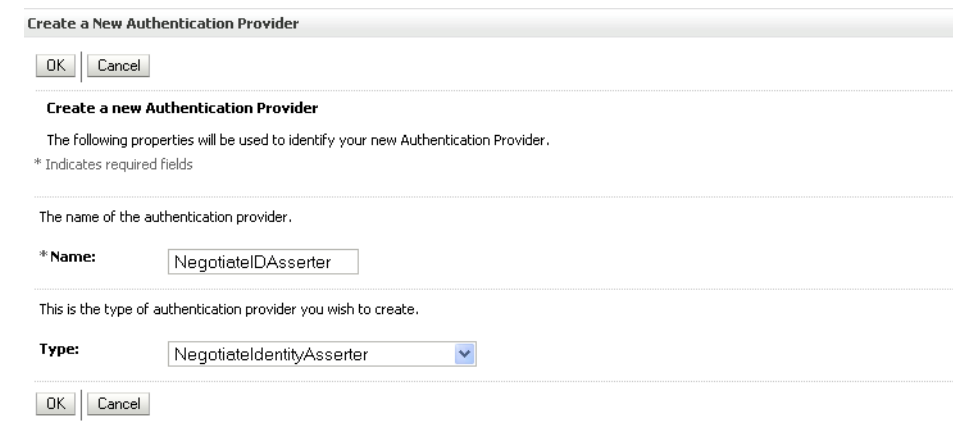 Create a New Authentication Provider
OK Cancel
Create a new Authentication Provider
The following properties will be used to identify your new Authentication Provider.
* Indicates required fields
The name of the authentication provider.
* Name: NegotiateIDAsserter
This is the type of authentication provider you wish to create.
Type: NegotiateIdentityAsserter
OK Cancel